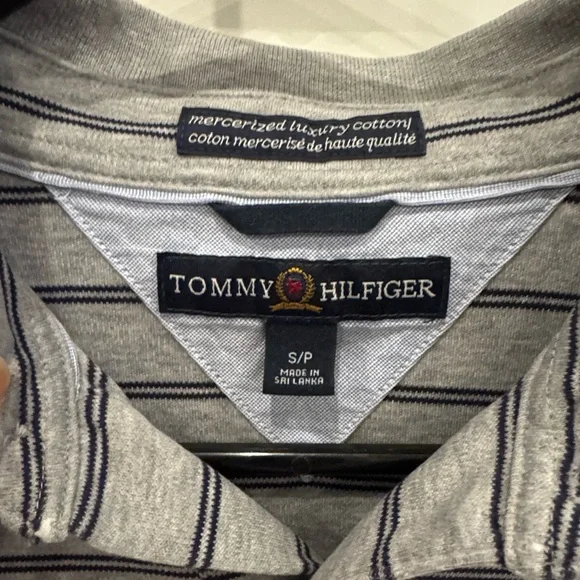 mercerized luxury cotton/
coton mercerisé de haute qualité
TOMMY HILFIGER
S/P
MADE IN
SRI LANKA